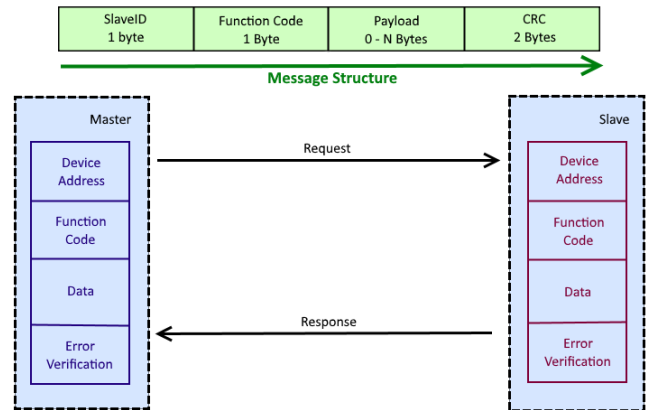 SlaveID
1 byte
Function Code
1 Byte
Payload
0 - N Bytes
CRC
2 Bytes
Message Structure
Master
Device
Address
Function
Code
Data
Error
Verification
Request
Response
Slave
Device
Address
Function
Code
Data
Error
Verification